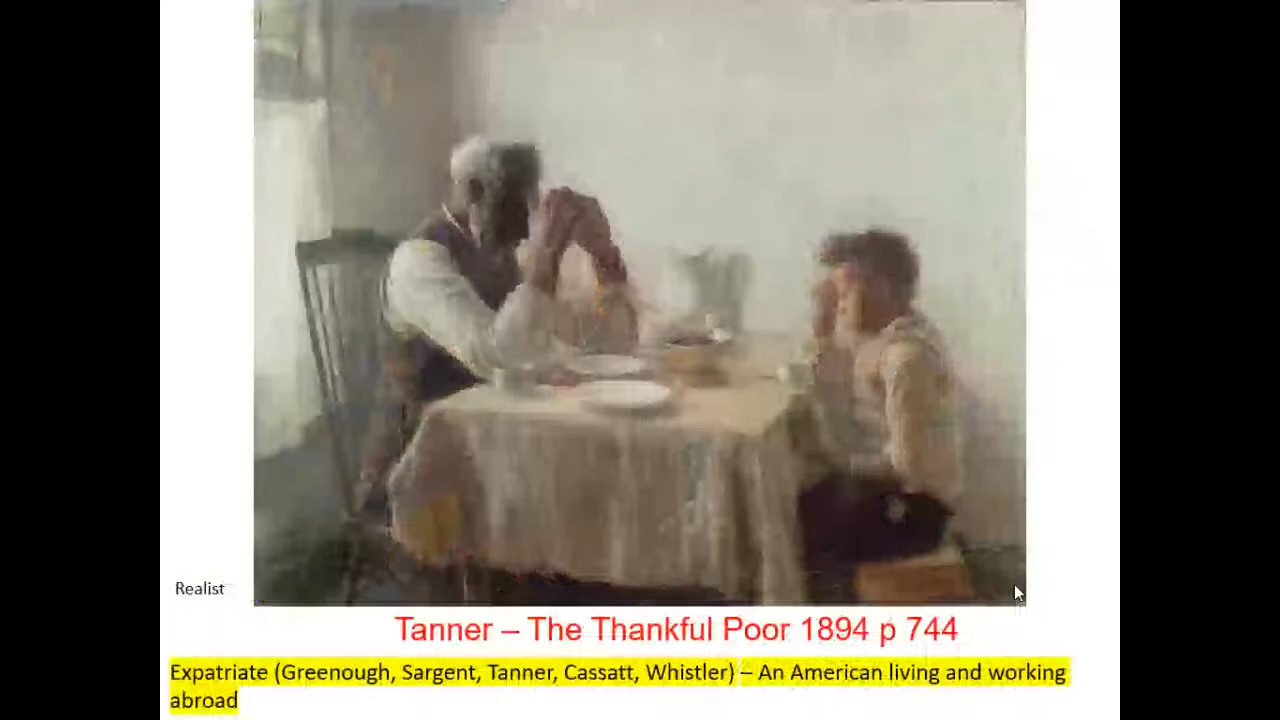 Realist
Tanner – The Thankful Poor 1894 p 744
Expatriate (Greenough, Sargent, Tanner, Cassatt, Whistler) – An American living and working
abroad